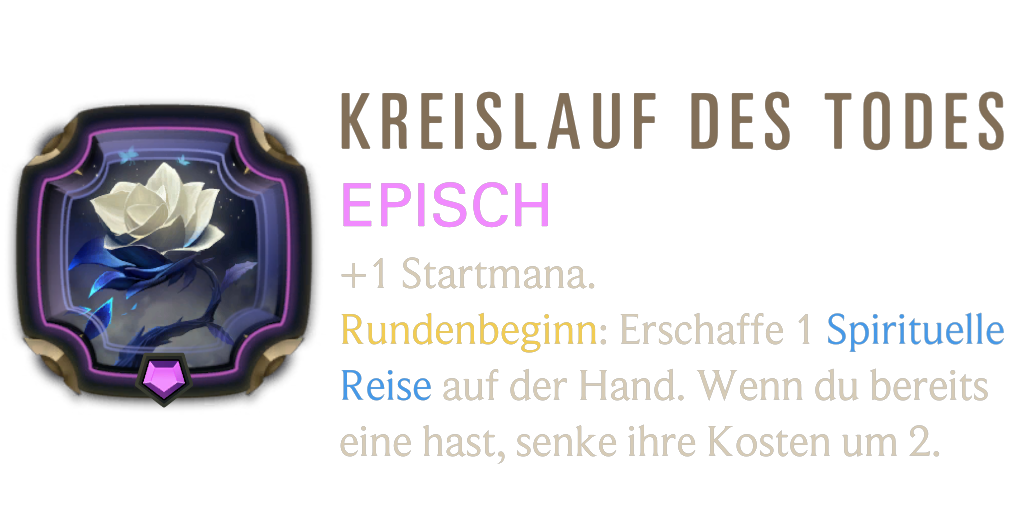 KREISLAUF DES TODES
EPISCH
+1 Startmana.
Rundenbeginn: Erschaffe 1 Spirituelle
Reise auf der Hand. Wenn du bereits
eine hast, senke ihre Kosten um 2.